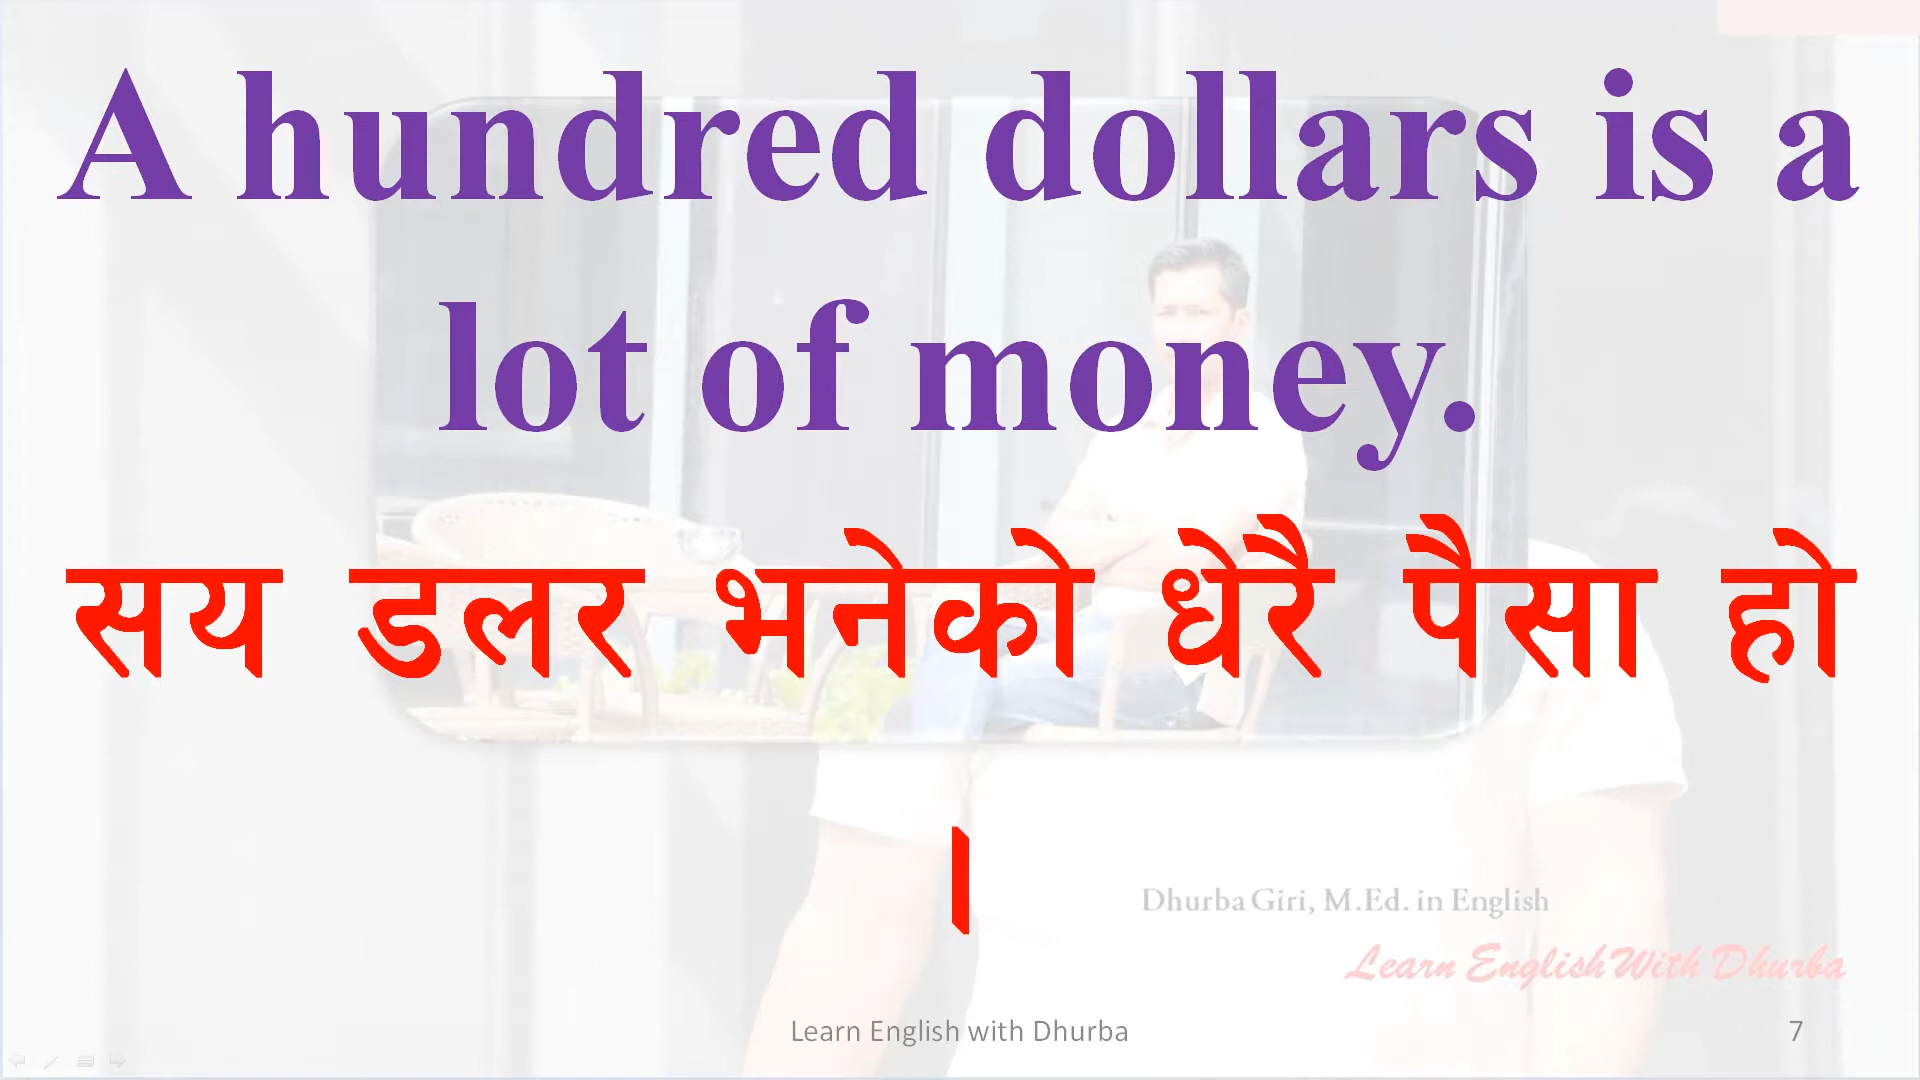 A hundred dollars is a
lot of money.
सय डलर भनेको धेरै पैसा हो
।
Dhurba Giri, M.Ed. in English
Learn English With Dhurba
Learn English with Dhurba
7